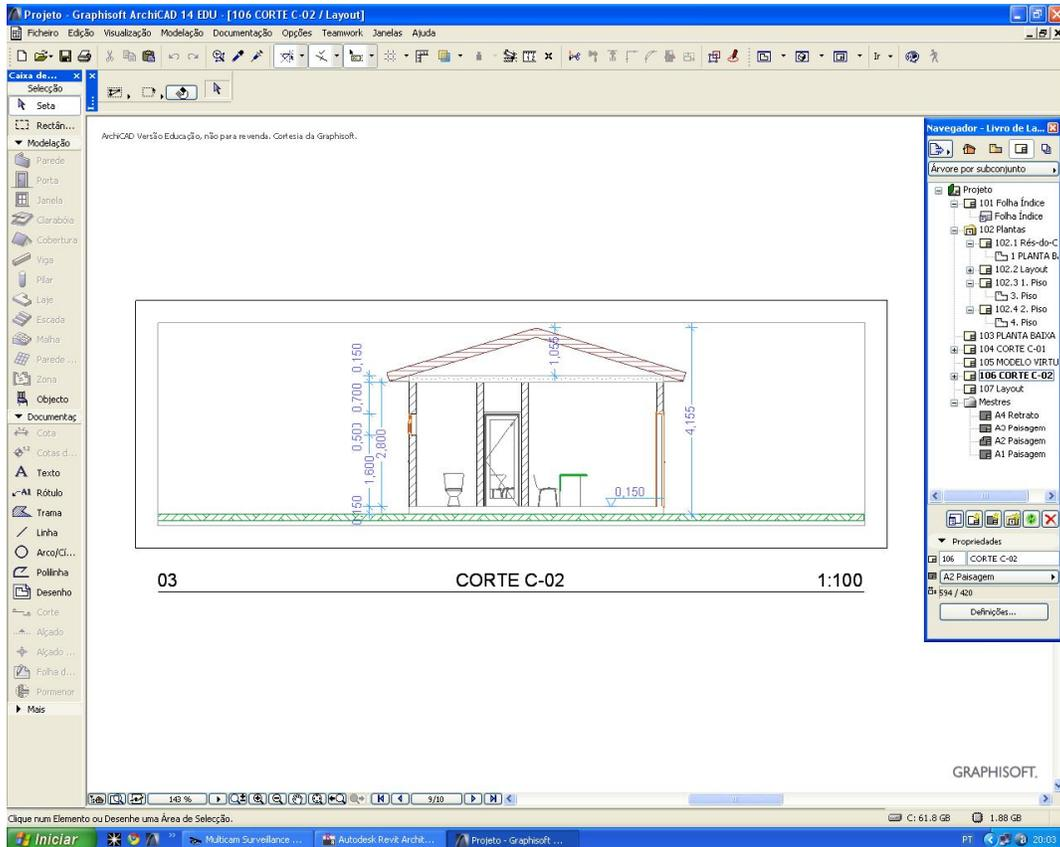 Projeto - Graphisoft ArchiCAD 14 EDU - [106 CORTE C-02 / Layout]
Ficheiro Edição Visualização Modelação Documentação Opções Teamwork Janelas Ajuda
Caixa de...
Selecção
Seta
Rectân...
Modelação
Parede
Porta
Janela
Clarabóia
Cobertura
Viga
Pilar
Laje
Escada
Malha
Parede ...
Zona
Objecto
Documentaç
Cota
Cotas d...
A Texto
A1 Rótulo
Trama
Linha
Arco/Cí...
Polilinha
Desenho
Corte
Alçado
Alçado ...
Folha d...
Pormenor
Mais
ArchiCAD Versão Educação, não para revenda. Cortesia da Graphisoft.
0,150
0,700
0,500
1,600
0,150
2,800
1,055
4,155
0,150
03 CORTE C-02 1:100
GRAPHISOFT.
Navegador - Livro de La...
Árvore por subconjunto
Projeto
101 Folha Índice
Folha Índice
102 Plantas
102.1 Rés-do-C
1 PLANTA B
102.2 Layout
102.3 1. Piso
3. Piso
102.4 2. Piso
4. Piso
103 PLANTA BAIXA
104 CORTE C-01
105 MODELO VIRTU
106 CORTE C-02
107 Layout
Mestres
A4 Retrato
A3 Paisagem
A2 Paisagem
A1 Paisagem
Propriedades
106 CORTE C-02
A2 Paisagem
594 / 420
Definições...
143 %
9/10
Clique num Elemento ou Desenhe uma Área de Selecção.
C: 61.8 GB 1.88 GB
Iniciar
Multicam Surveillance ...
Autodesk Revit Archit...
Projeto - Graphisoft ...
PT 20:03